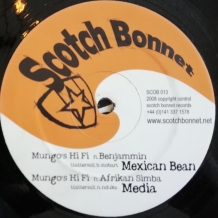 Scotch Bonnet
SCOB 013
2008 copyright control
scotch bonnet records
+44 (0)141 337 1578
www.scotchbonnet.net
Mungo's Hi Fi ft. Benjammin
Mexican Bean
Mungo's Hi Fi ft. Afrikan Simba
Media